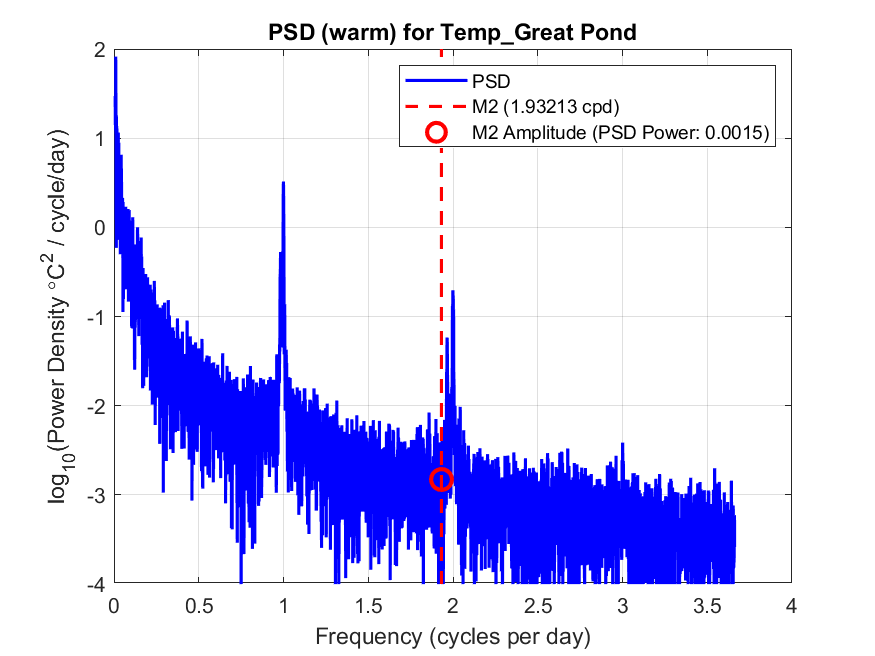 PSD (warm) for Temp_Great Pond
PSD
M2 (1.93213 cpd)
M2 Amplitude (PSD Power: 0.0015)
log10(Power Density °C2 / cycle/day)
2
1
0
-1
-2
-3
-4
0 0.5 1 1.5 2 2.5 3 3.5 4
Frequency (cycles per day)